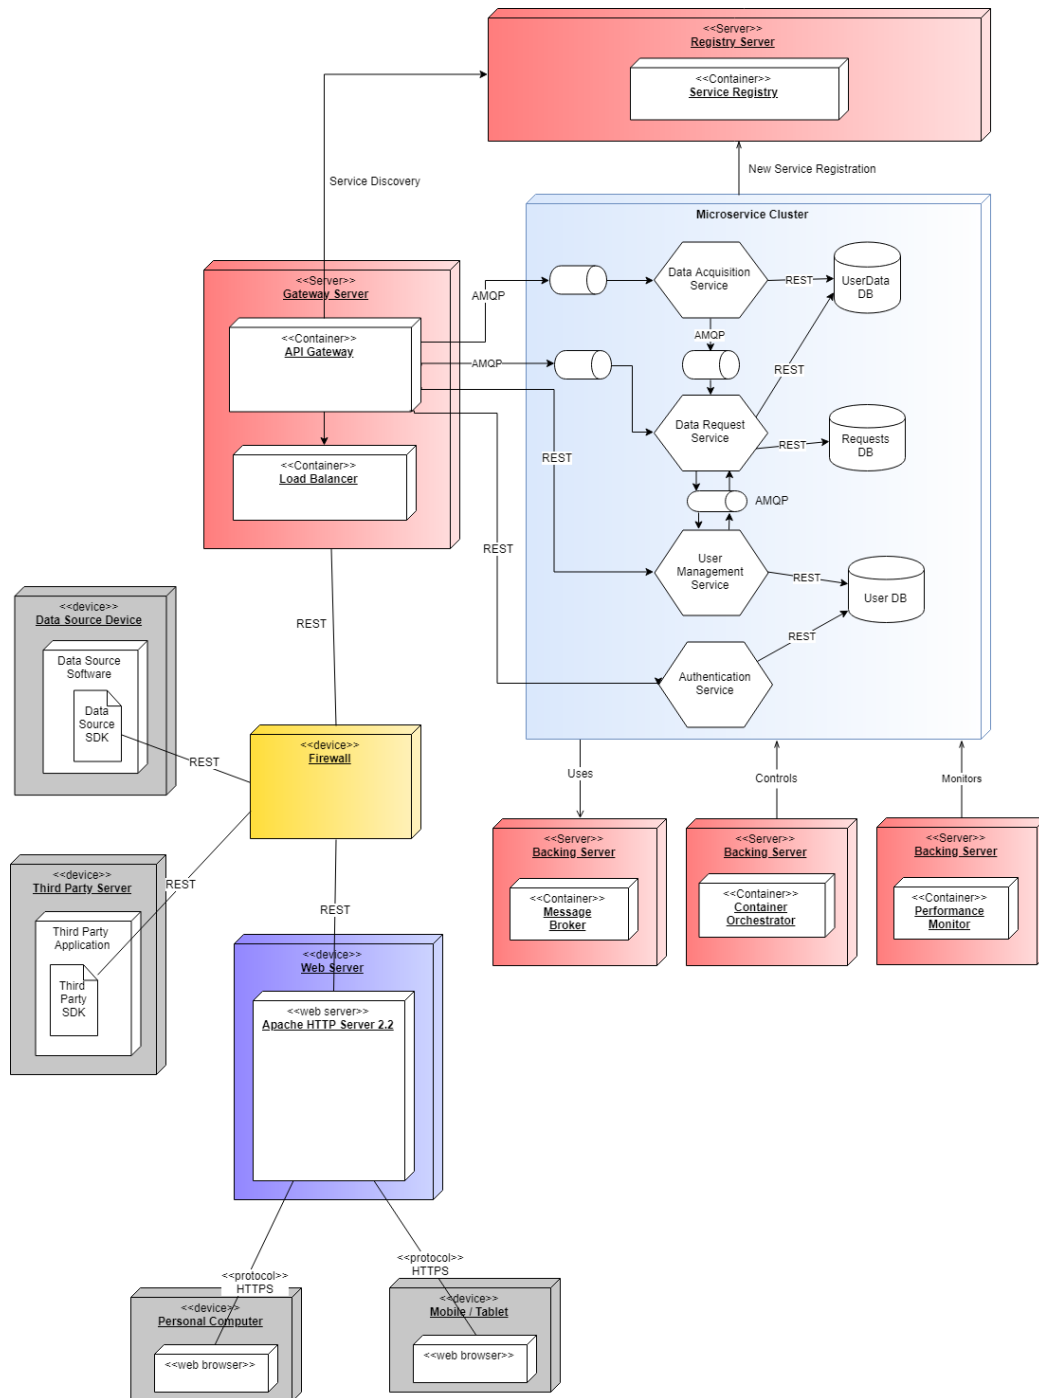 <<Server>>
Registry Server
<<Container>>
Service Registry
Service Discovery
New Service Registration
Microservice Cluster
<<Server>>
Gateway Server
<<Container>>
API Gateway
<<Container>>
Load Balancer
AMQP
AMQP
REST
REST
Data Acquisition
Service
REST
UserData
DB
AMQP
REST
Data Request
Service
REST
Requests
DB
AMQP
User
Management
Service
REST
User DB
REST
Authentication
Service
REST
<<device>>
Data Source Device
Data Source
Software
Data
Source
SDK
REST
<<device>>
Firewall
Uses
Controls
Monitors
<<Server>>
Backing Server
<<Container>>
Message
Broker
<<Server>>
Backing Server
<<Container>>
Container
Orchestrator
<<Server>>
Backing Server
<<Container>>
Performance
Monitor
<<device>>
Third Party Server
REST
Third Party
Application
Third
Party
SDK
REST
<<device>>
Web Server
<<web server>>
Apache HTTP Server 2.2
<<protocol>>
HTTPS
<<protocol>>
HTTPS
<<device>>
Personal Computer
<<web browser>>
<<device>>
Mobile / Tablet
<<web browser>>